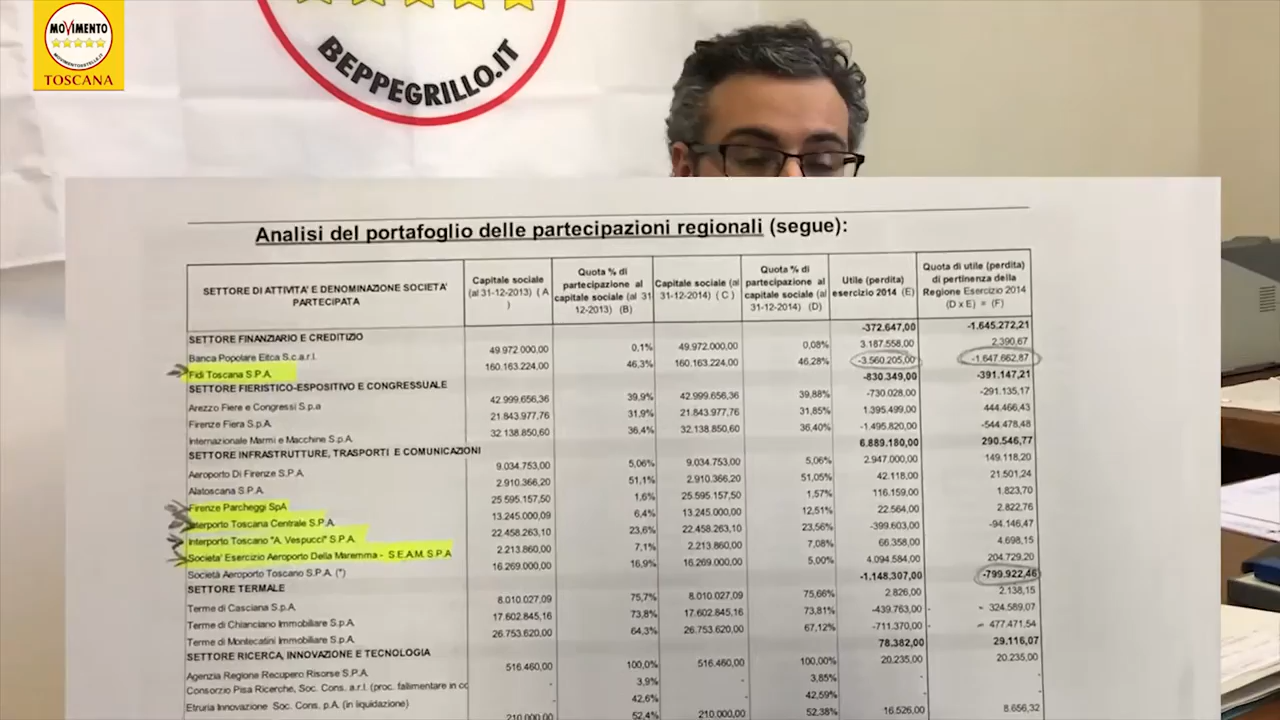 MOVIMENTO
MOVIMENTO5STELLE.IT
TOSCANA
BEPPEGRILLO.IT
Analisi del portafoglio delle partecipazioni regionali (segue):
SETTORE DI ATTIVITA' E DENOMINAZIONE SOCIETA' PARTECIPATA
Capitale sociale (al 31-12-2013) ( A )
Quota % di partecipazione al capitale sociale (al 31 12-2013) (B)
Capitale sociale (al 31-12-2014) ( C )
Quota % di partecipazione al capitale sociale (al 31-12-2014) (D)
Utile (perdita) esercizio 2014 (E)
Quota di utile (perdita) di pertinenza della Regione Esercizio 2014 (D x E) = (F)
SETTORE FINANZIARIO E CREDITIZIO -372.647,00 -1.645.272,21
Banca Popolare Eitca S.c.a.r.l. 49.972.000,00 0,1% 49.972.000,00 0,08% 3.187.558,00 2.390,67
Fidi Toscana S.P.A. 160.163.224,00 46,3% 160.163.224,00 46,28% -3.560.205,00 -1.647.662,87
SETTORE FIERISTICO-ESPOSITIVO E CONGRESSUALE -830.349,00 -391.147,21
Arezzo Fiere e Congressi S.p.a 42.999.656,36 39,9% 42.999.656,36 39,88% -730.028,00 -291.135,17
Firenze Fiera S.p.A. 21.843.977,76 31,9% 21.843.977,76 31,85% 1.395.499,00 444.466,43
Internazionale Marmi e Macchine S.p.A. 32.138.850,60 36,4% 32.138.850,60 36,40% -1.495.820,00 -544.478,48
SETTORE INFRASTRUTTURE, TRASPORTI E COMUNICAZIONI 6.889.180,00 290.546,77
Aeroporto Di Firenze S.P.A. 9.034.753,00 5,06% 9.034.753,00 5,06% 2.947.000,00 149.118,20
Alatoscana S.P.A. 2.910.366,20 51,1% 2.910.366,20 51,05% 42.118,00 21.501,24
Firenze Parcheggi SpA 25.595.157,50 1,6% 25.595.157,50 1,57% 116.159,00 1.823,70
Interporto Toscana Centrale S.P.A. 13.245.000,09 6,4% 13.245.000,00 12,51% 22.564,00 2.822,76
Interporto Toscano "A. Vespucci" S.P.A. 22.458.263,10 23,6% 22.458.263,10 23,56% -399.603,00 -94.146,47
Societa' Esercizio Aeroporto Della Maremma - S.E.A.M. S.P.A 2.213.860,00 7,1% 2.213.860,00 7,08% 66.358,00 4.698,15
Società Aeroporto Toscano S.P.A. (*) 16.269.000,00 16,9% 16.269.000,00 5,00% 4.094.584,00 204.729,20
SETTORE TERMALE -1.148.307,00 -799.922,46
Terme di Casciana S.p.A. 8.010.027,09 75,7% 8.010.027,09 75,66% 2.826,00 2.138,15
Terme di Chianciano Immobiliare S.p.A. 17.602.845,16 73,8% 17.602.845,16 73,81% -439.763,00 - 324.589,07
Terme di Montecatini Immobiliare S.p.A. 26.753.620,00 64,3% 26.753.620,00 67,12% -711.370,00 - 477.471,54
SETTORE RICERCA, INNOVAZIONE E TECNOLOGIA 78.382,00 29.116,07
Agenzia Regione Recupero Risorse S.P.A. 516.460,00 100,0% 516.460,00 100,00% 20.235,00 20.235,00
Consorzio Pisa Ricerche, Soc. Cons. a.r.l. (proc. fallimentare in co - 3,9% - 3,85% - -
Etruria Innovazione Soc. Cons. p.A. (in liquidazione) - 42,6% - 42,59% - -
210.000,00 52,4% 210.000,00 52,38% 16.526,00 8.656,32